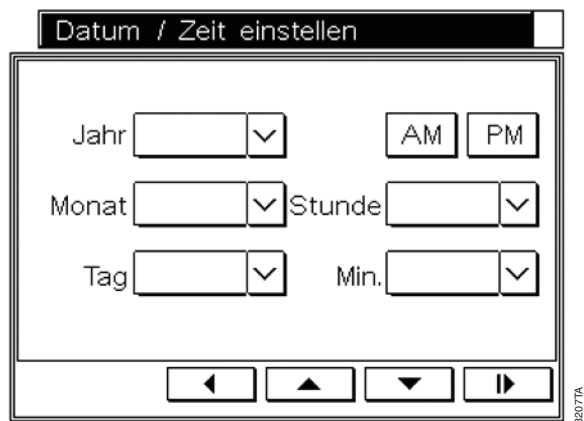 Datum / Zeit einstellen
Jahr AM PM
Monat Stunde
Tag Min.
3207TA